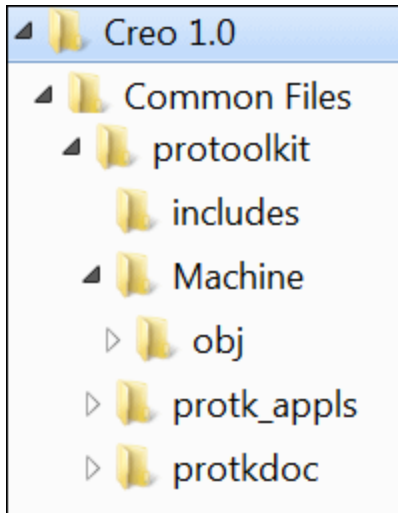 Creo 1.0
Common Files
protoolkit
includes
Machine
obj
protk_appls
protkdoc